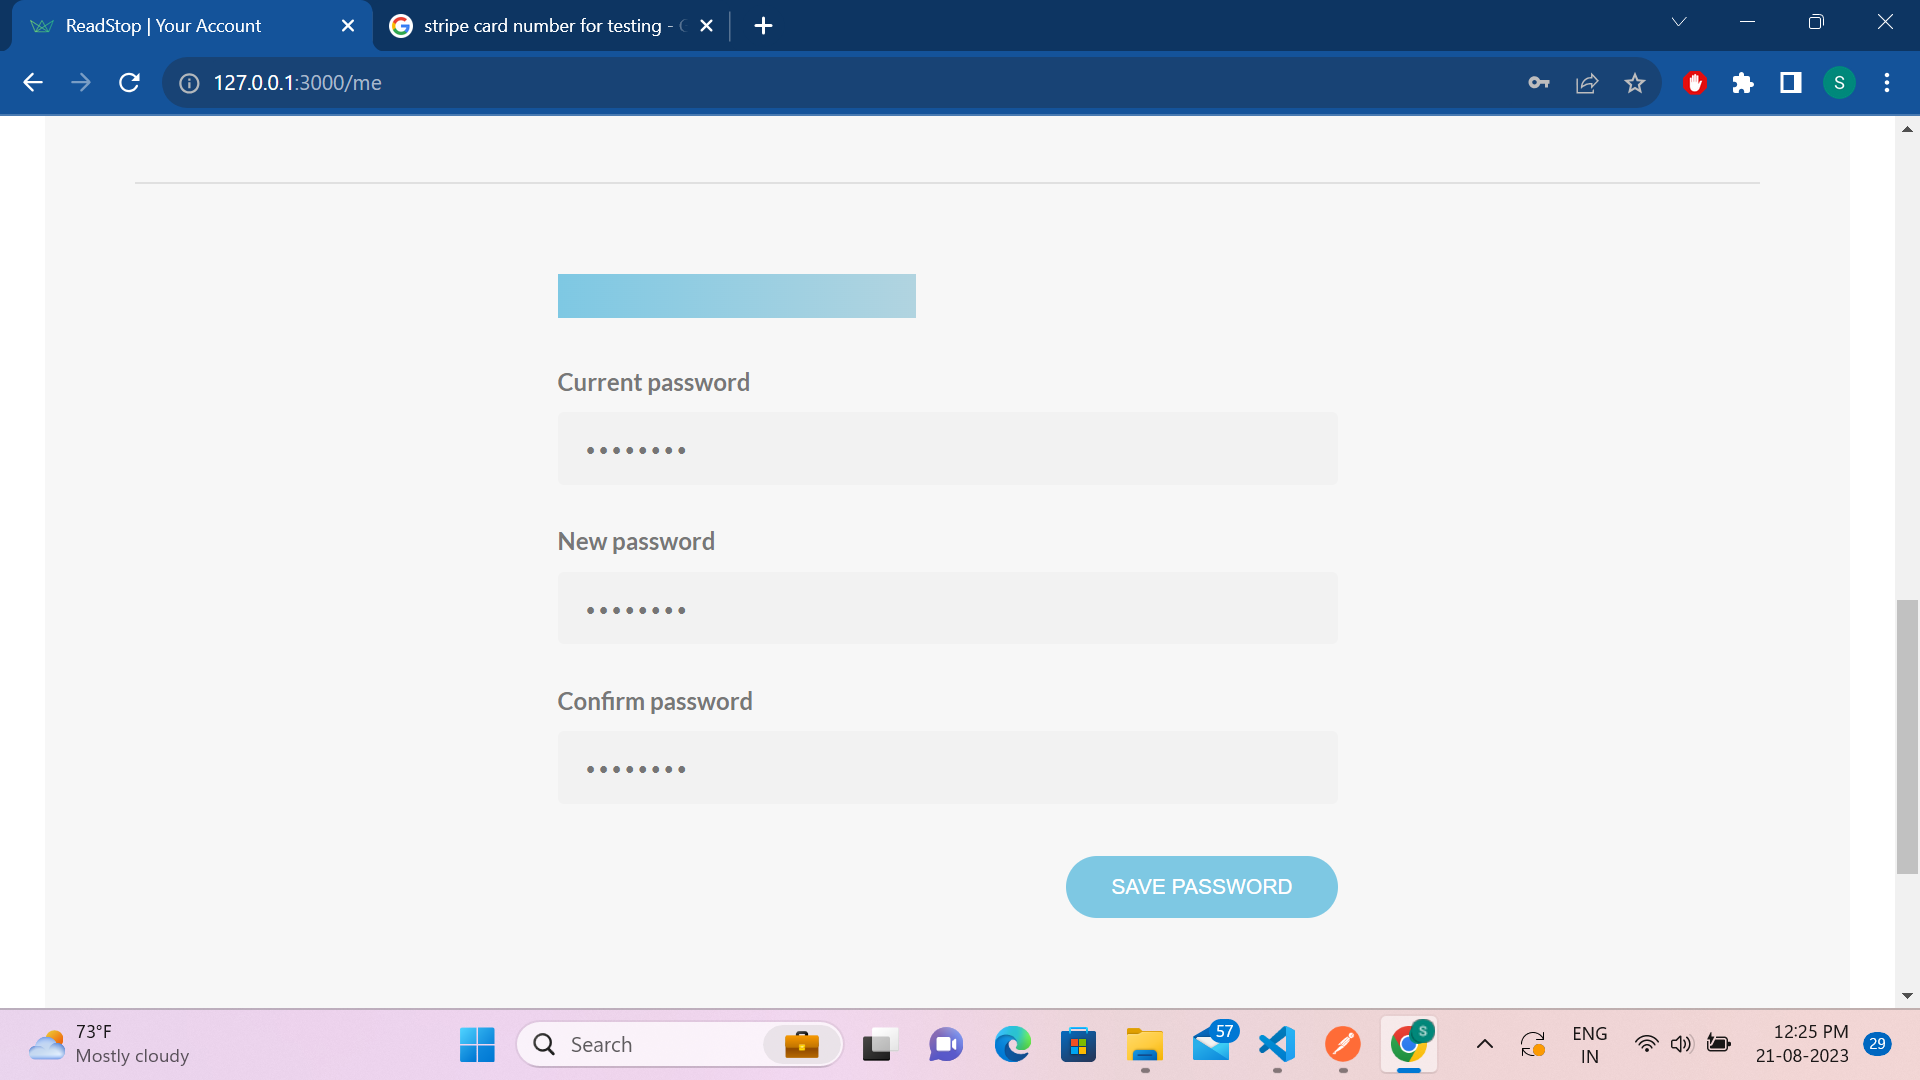 ReadStop | Your Account
stripe card number for testing -
127.0.0.1:3000/me
S
Current password
••••••••
New password
••••••••
Confirm password
••••••••
SAVE PASSWORD
73°F
Mostly cloudy
Search
57
S
ENG
IN
12:25 PM
21-08-2023
29